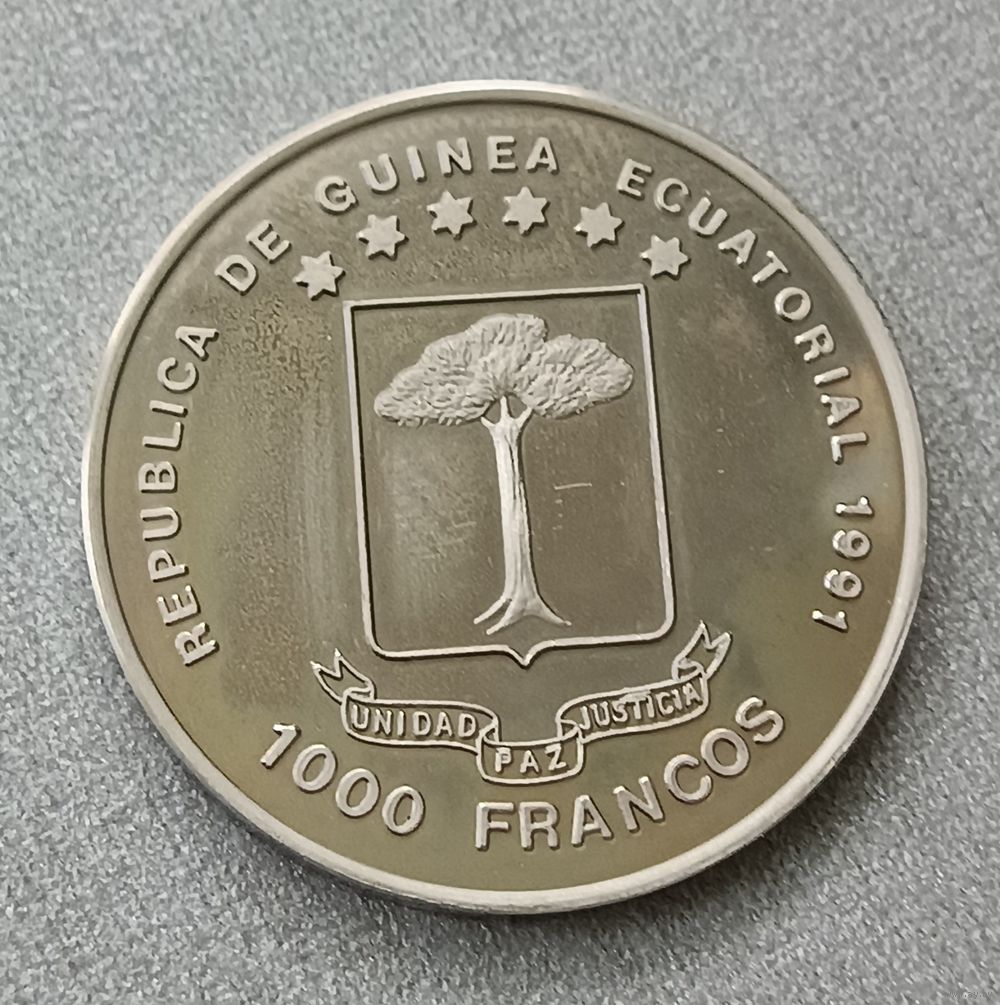 REPUBLICA DE GUINEA ECUATORIAL 1991
UNIDAD PAZ JUSTICIA
1000 FRANCOS